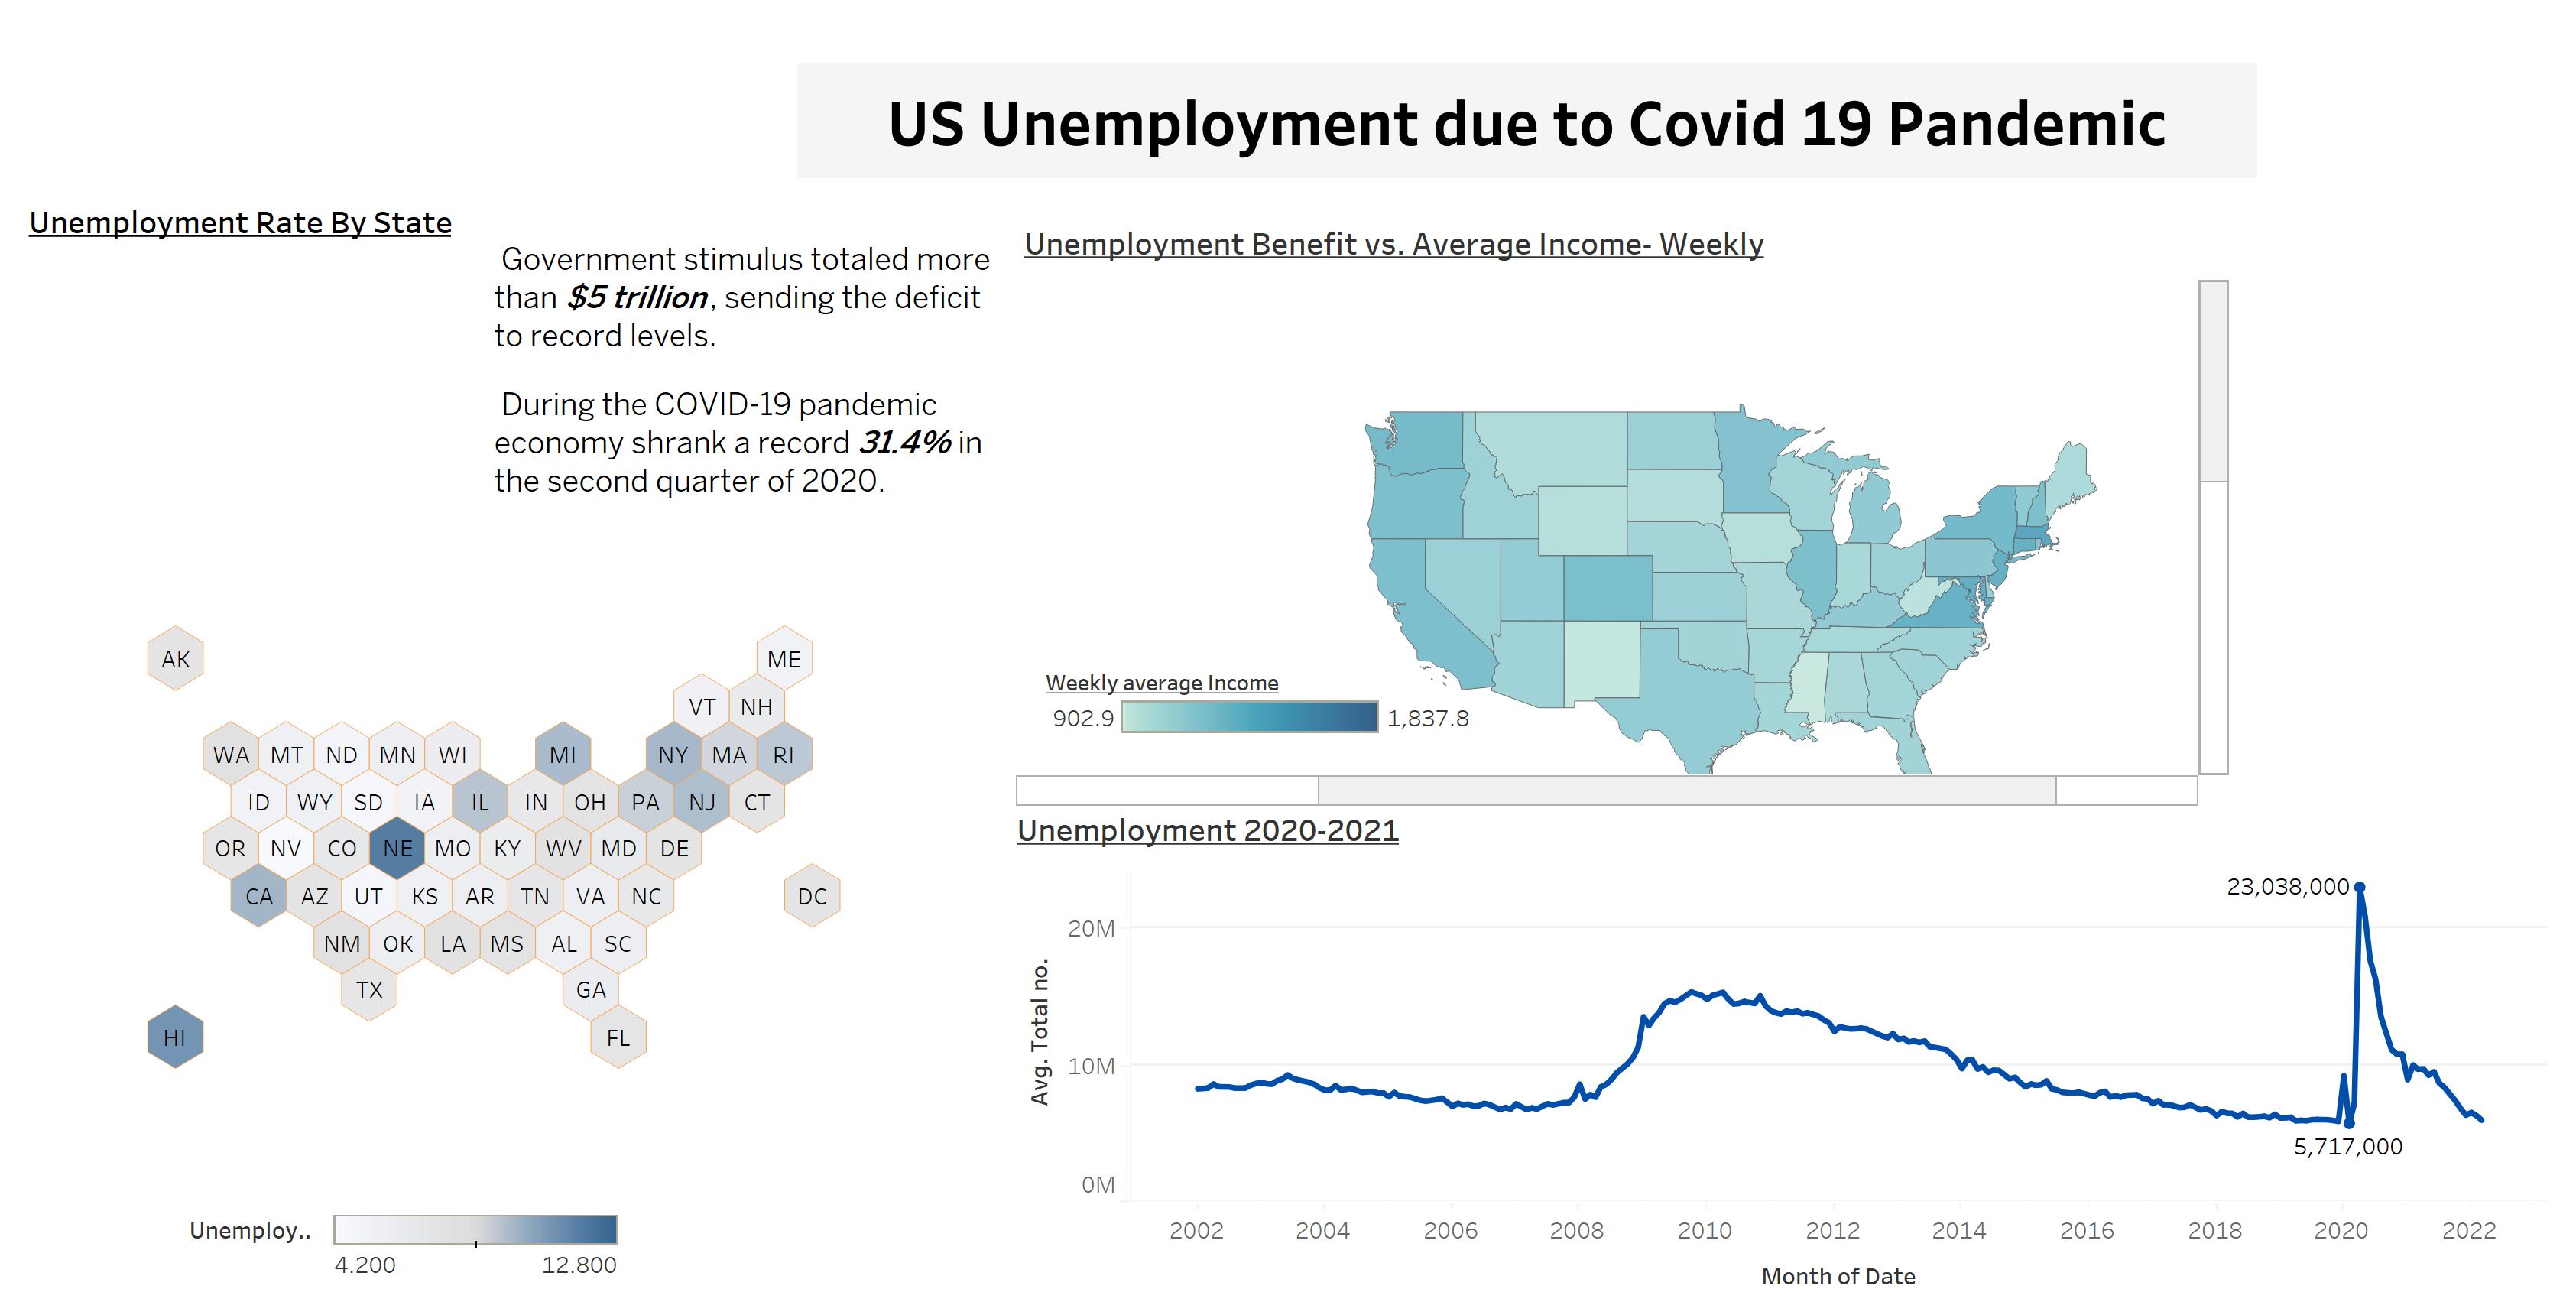 US Unemployment due to Covid 19 Pandemic
Unemployment Rate By State
Government stimulus totaled more
than $5 trillion, sending the deficit
to record levels.
During the COVID-19 pandemic
economy shrank a record 31.4% in
the second quarter of 2020.
AK
ME
VT NH
WA MT ND MN WI MI NY MA RI
ID WY SD IA IL IN OH PA NJ CT
OR NV CO NE MO KY WV MD DE
CA AZ UT KS AR TN VA NC DC
NM OK LA MS AL SC
TX GA
HI FL
Unemploy..
4.200 12.800
Unemployment Benefit vs. Average Income- Weekly
Weekly average Income
902.9 1,837.8
Unemployment 2020-2021
23,038,000
20M
10M
0M
Avg. Total no.
5,717,000
2002 2004 2006 2008 2010 2012 2014 2016 2018 2020 2022
Month of Date